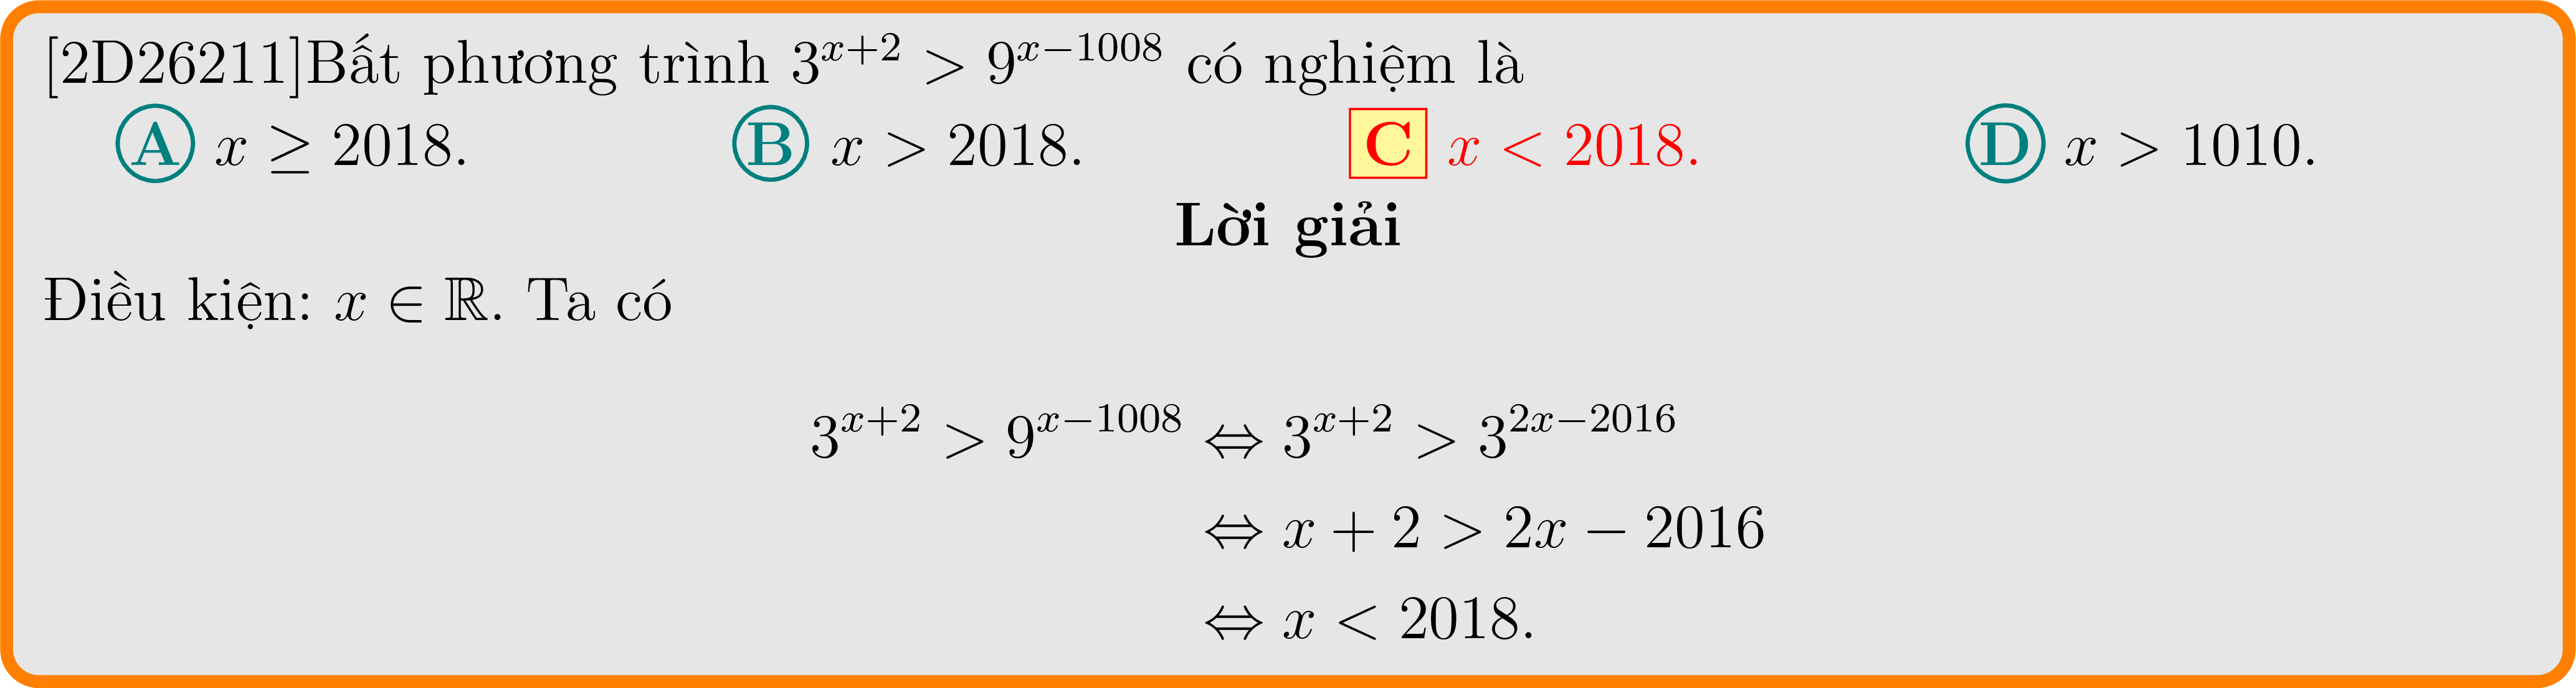 [2D26211]Bất phương trình $3^{x+2} > 9^{x-1008}$ có nghiệm là
A $x \geq 2018$. B $x > 2018$. C $x < 2018$. D $x > 1010$.
Lời giải
Điều kiện: $x \in \mathbb{R}$. Ta có
$3^{x+2} > 9^{x-1008} \Leftrightarrow 3^{x+2} > 3^{2x-2016}$
$\Leftrightarrow x + 2 > 2x - 2016$
$\Leftrightarrow x < 2018.$